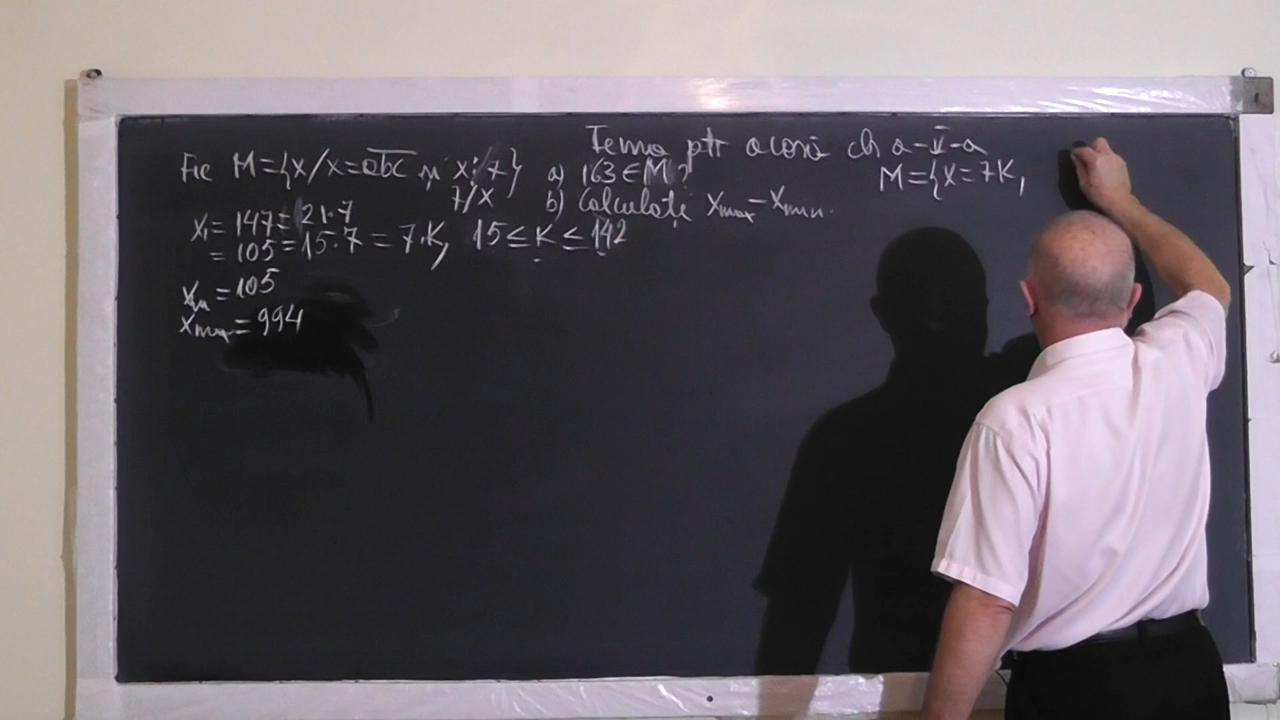 Tema ptr acasă cls a-V-a
Fie M={x/x=abc și x⋮7} a) 163∈M?
7/x b) Calculați xmax-xmin.
M={x=7K,
x₁=147=21·7
=105=15·7=7·K, 15≤K≤142
xm=105
xmax=994